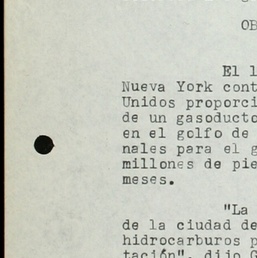 OB
El 1
Nueva York cont
Unidos proporci
de un gasoducto
en el golfo de
nales para el g
millones de pie
meses.
"La
de la ciudad de
hidrocarburos p
tación", dijo G